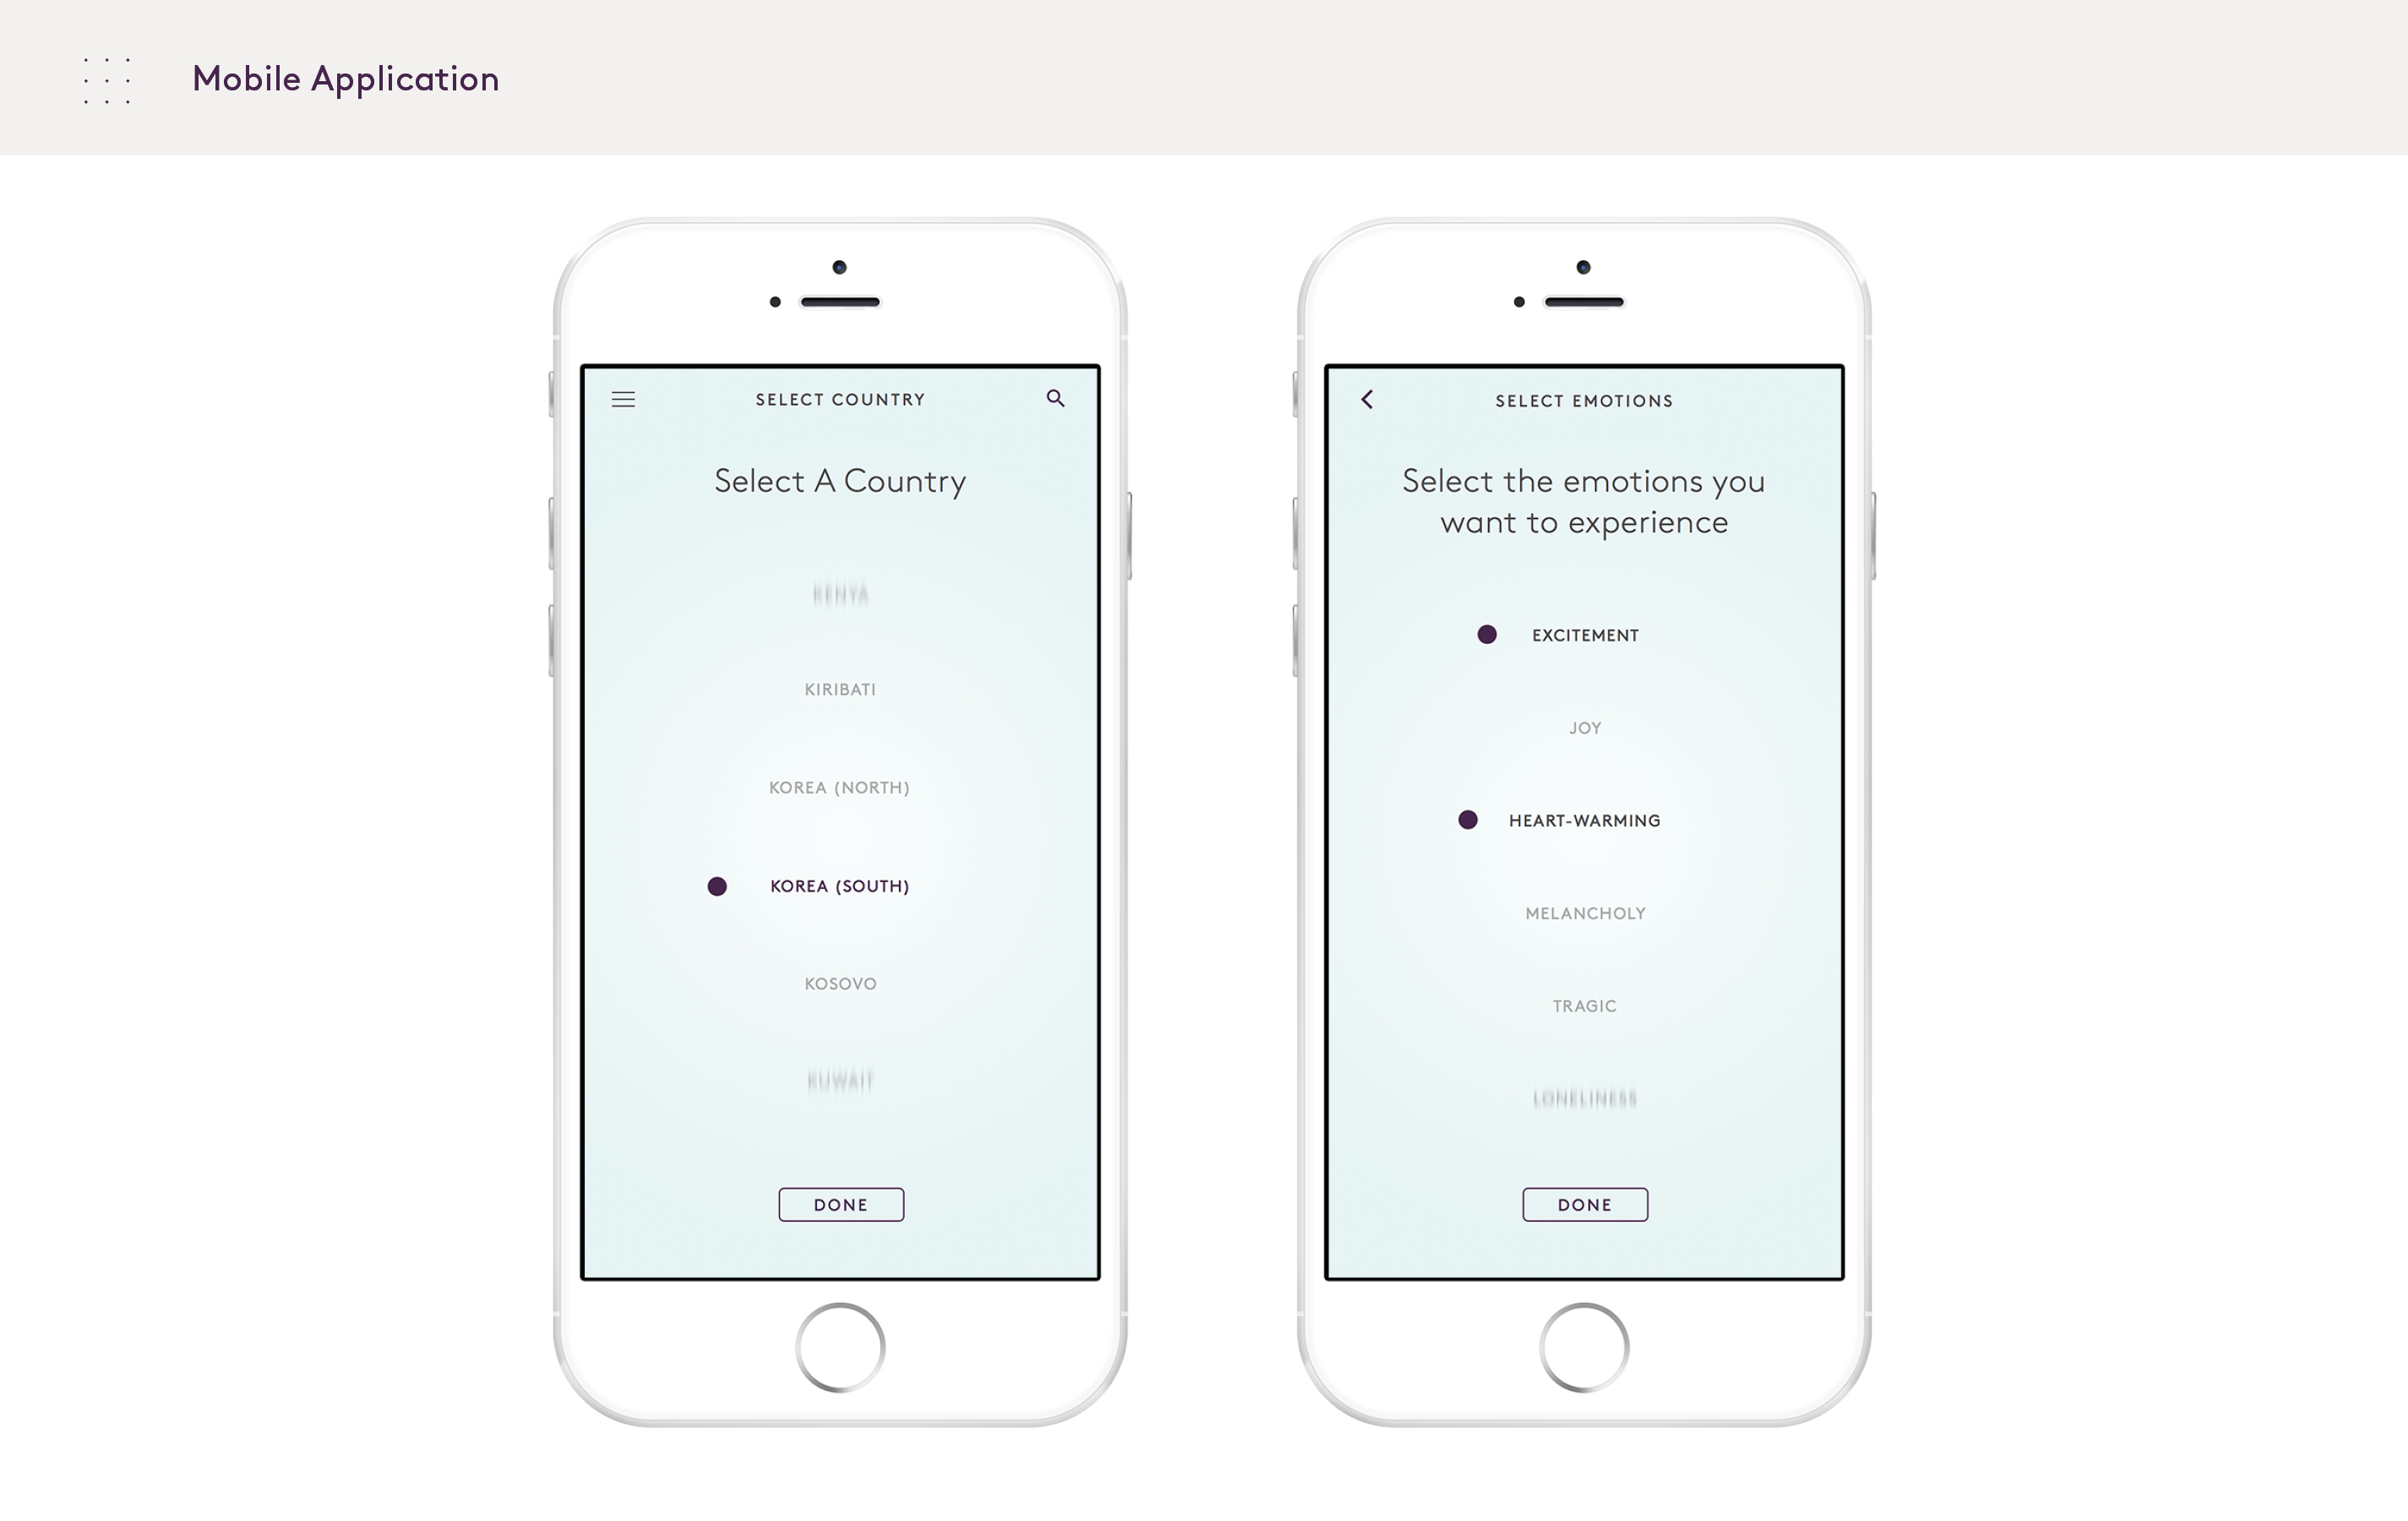 Mobile Application
SELECT COUNTRY
Select A Country
KENYA
KIRIBATI
KOREA (NORTH)
KOREA (SOUTH)
KOSOVO
KUWAIT
DONE
SELECT EMOTIONS
Select the emotions you
want to experience
EXCITEMENT
JOY
HEART-WARMING
MELANCHOLY
TRAGIC
LONELINESS
DONE